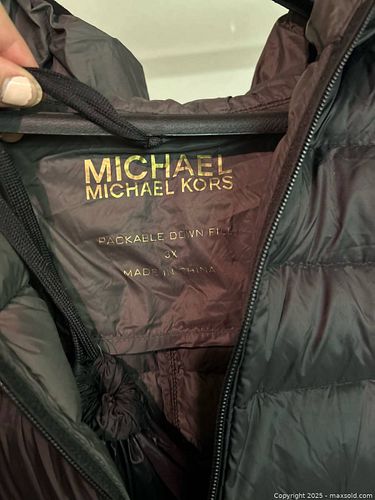 MICHAEL
MICHAEL KORS
PACKABLE DOWN FILL
3X
MADE IN CHINA
Copyright 2025 - maxsold.com